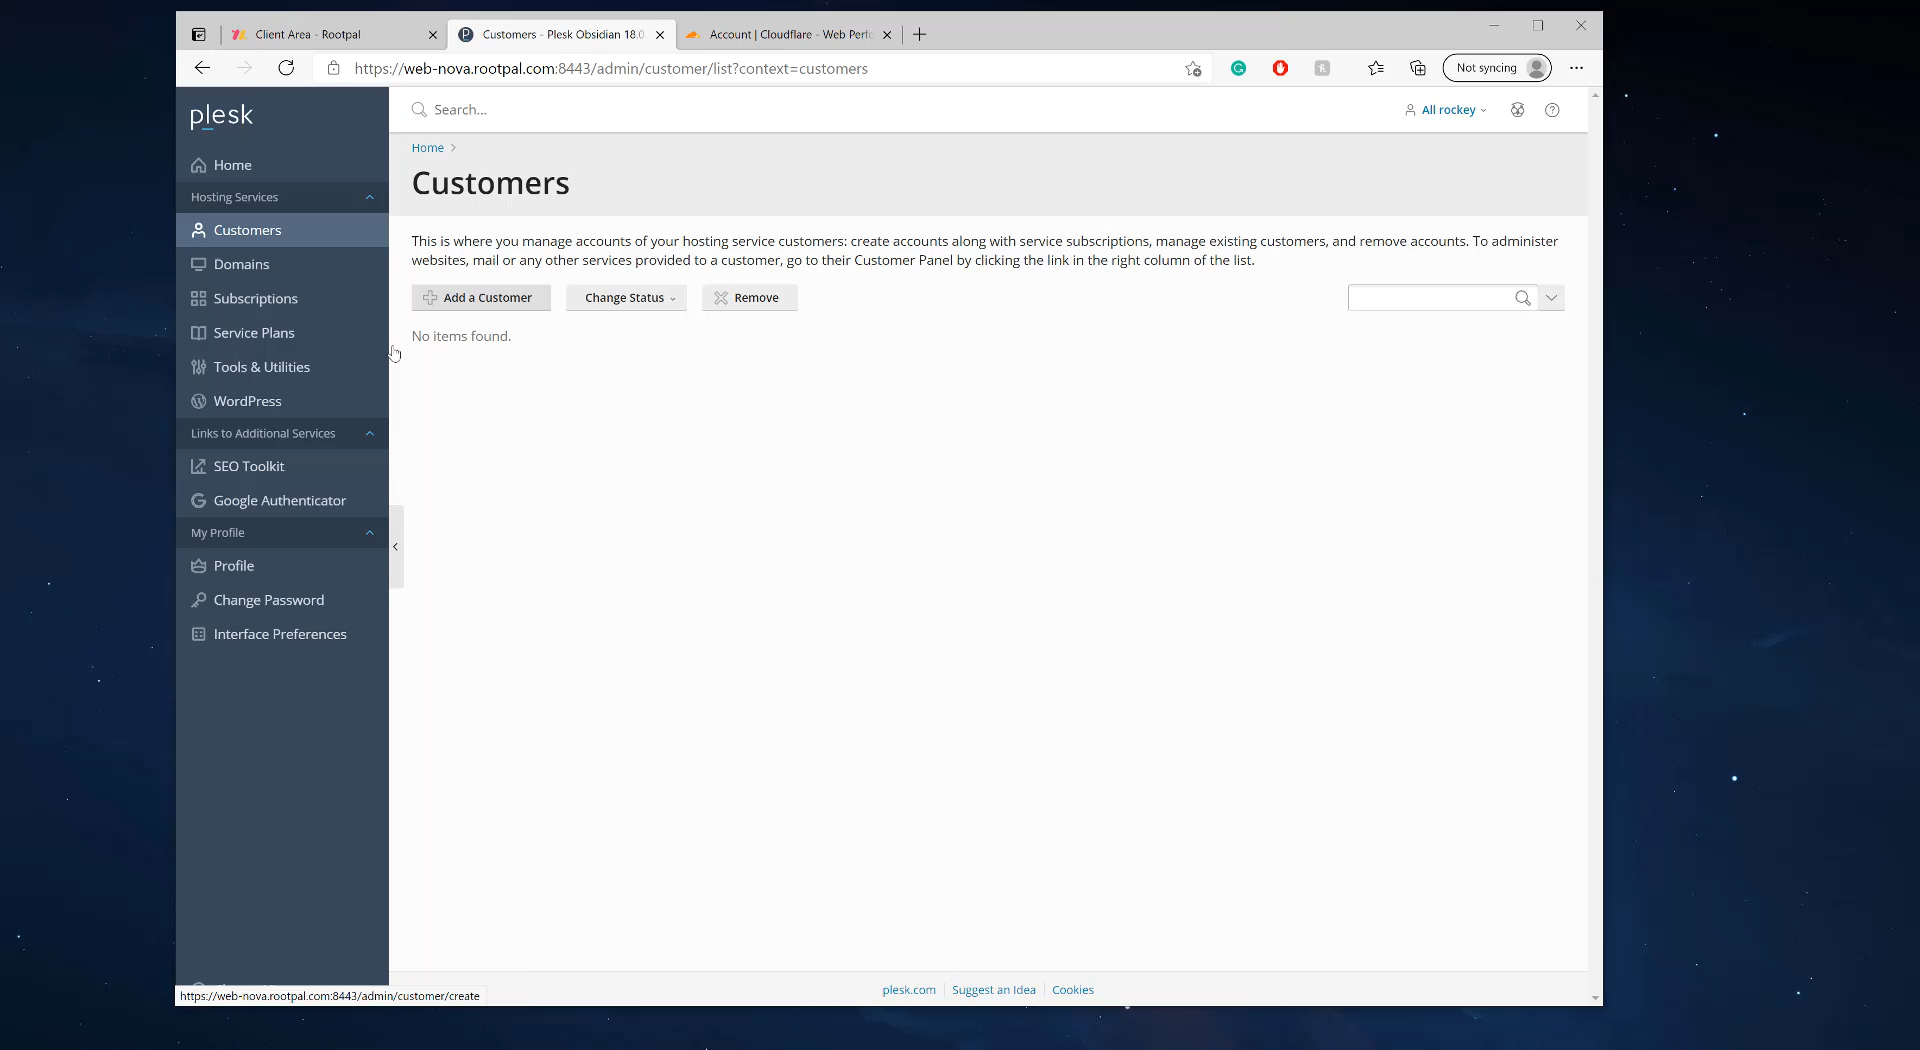 Client Area - Rootpal
Customers - Plesk Obsidian 18.0
Account | Cloudflare - Web Perfo
https://web-nova.rootpal.com:8443/admin/customer/list?context=customers
Not syncing
plesk
Search...
All rockey
Home
Hosting Services
Customers
Domains
Subscriptions
Service Plans
Tools & Utilities
WordPress
Links to Additional Services
SEO Toolkit
Google Authenticator
My Profile
Profile
Change Password
Interface Preferences
Home
Customers
This is where you manage accounts of your hosting service customers: create accounts along with service subscriptions, manage existing customers, and remove accounts. To administer
websites, mail or any other services provided to a customer, go to their Customer Panel by clicking the link in the right column of the list.
Add a Customer
Change Status
Remove
No items found.
https://web-nova.rootpal.com:8443/admin/customer/create
plesk.com
Suggest an Idea
Cookies